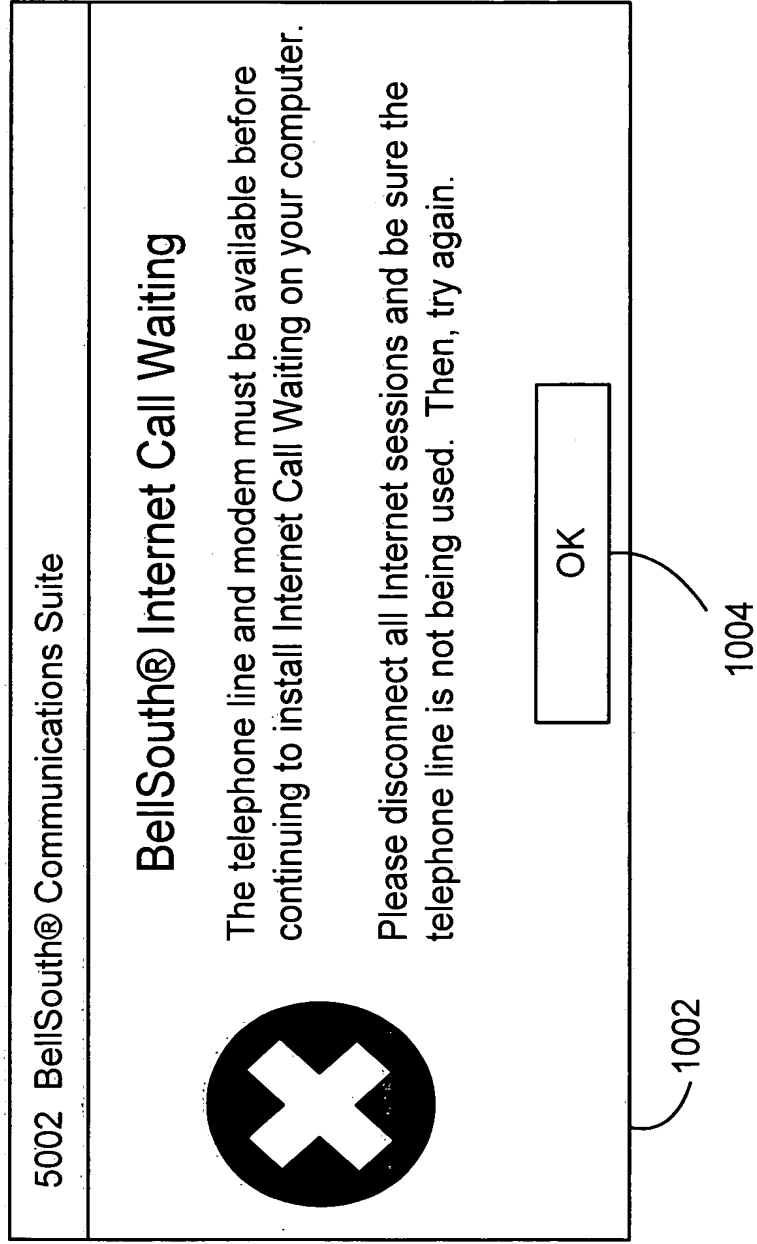 5002 BellSouth® Communications Suite
BellSouth® Internet Call Waiting
The telephone line and modem must be available before
continuing to install Internet Call Waiting on your computer.
Please disconnect all Internet sessions and be sure the
telephone line is not being used. Then, try again.
OK
1002
1004